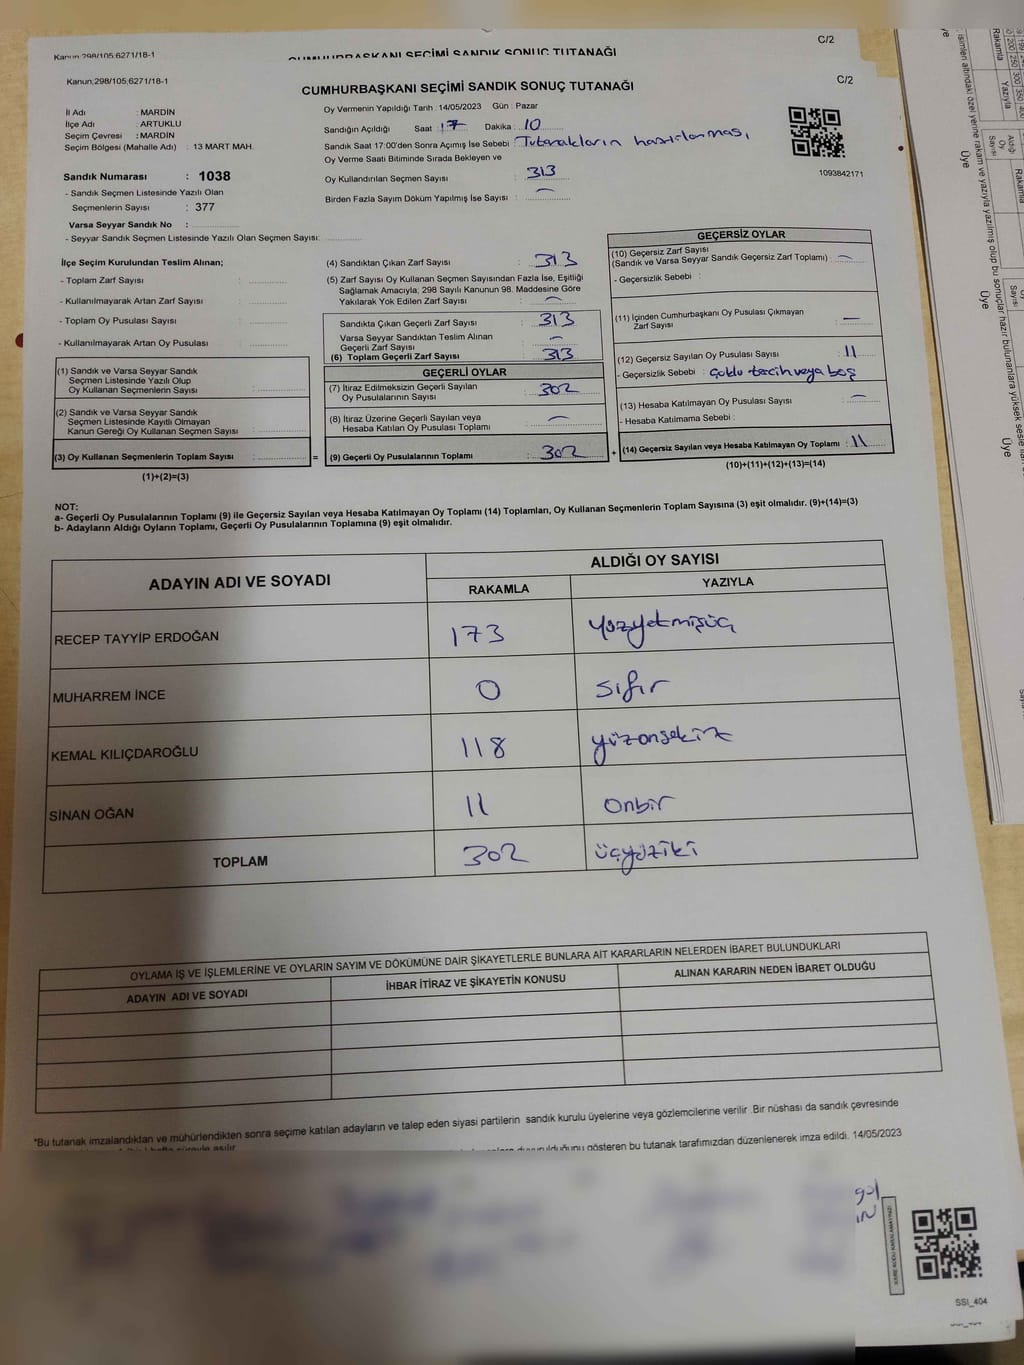 Kanun:298/105;6271/18-1
CUMHURBAŞKANI SEÇİMİ SANDIK SONUÇ TUTANAĞI
C/2
Kanun;298/105;6271/18-1
CUMHURBAŞKANI SEÇİMİ SANDIK SONUÇ TUTANAĞI
C/2
İl Adı : MARDİN
İlçe Adı : ARTUKLU
Seçim Çevresi : MARDİN
Seçim Bölgesi (Mahalle Adı) : 13 MART MAH.
Sandık Numarası : 1038
- Sandık Seçmen Listesinde Yazılı Olan
Seçmenlerin Sayısı : 377
Varsa Seyyar Sandık No :
- Seyyar Sandık Seçmen Listesinde Yazılı Olan Seçmen Sayısı:
Oy Vermenin Yapıldığı Tarih :14/05/2023 Gün : Pazar
Sandığın Açıldığı Saat : 17 Dakika : 10
Sandık Saat 17:00'den Sonra Açımış İse Sebebi : Tutanakların hazırlanması
Oy Verme Saati Bitiminde Sırada Bekleyen ve
Oy Kullandırılan Seçmen Sayısı : 313
Birden Fazla Sayım Döküm Yapılmış İse Sayısı : —
1093842171
İlçe Seçim Kurulundan Teslim Alınan;
- Toplam Zarf Sayısı :
- Kullanılmayarak Artan Zarf Sayısı :
- Toplam Oy Pusulası Sayısı :
- Kullanılmayarak Artan Oy Pusulası :
(1) Sandık ve Varsa Seyyar Sandık
Seçmen Listesinde Yazılı Olup
Oy Kullanan Seçmenlerin Sayısı :
(2) Sandık ve Varsa Seyyar Sandık
Seçmen Listesinde Kayıtlı Olmayan
Kanun Gereği Oy Kullanan Seçmen Sayısı :
(3) Oy Kullanan Seçmenlerin Toplam Sayısı : =
(1)+(2)=(3)
(4) Sandıktan Çıkan Zarf Sayısı : 313
(5) Zarf Sayısı Oy Kullanan Seçmen Sayısından Fazla İse, Eşitliği
Sağlamak Amacıyla; 298 Sayılı Kanunun 98. Maddesine Göre
Yakılarak Yok Edilen Zarf Sayısı : —
Sandıkta Çıkan Geçerli Zarf Sayısı : 313
Varsa Seyyar Sandıktan Teslim Alınan
Geçerli Zarf Sayısı : —
(6) Toplam Geçerli Zarf Sayısı : 313
GEÇERLİ OYLAR
(7) İtiraz Edilmeksizin Geçerli Sayılan
Oy Pusulalarının Sayısı : 302
(8) İtiraz Üzerine Geçerli Sayılan veya
Hesaba Katılan Oy Pusulası Toplamı : —
(9) Geçerli Oy Pusulalarının Toplamı : 302 +
GEÇERSİZ OYLAR
(10) Geçersiz Zarf Sayısı
(Sandık ve Varsa Seyyar Sandık Geçersiz Zarf Toplamı) : —
- Geçersizlik Sebebi :
(11) İçinden Cumhurbaşkanı Oy Pusulası Çıkmayan
Zarf Sayısı : —
(12) Geçersiz Sayılan Oy Pusulası Sayısı : 11
- Geçersizlik Sebebi : çoklu tercih veya boş
(13) Hesaba Katılmayan Oy Pusulası Sayısı : —
- Hesaba Katılmama Sebebi :
(14) Geçersiz Sayılan veya Hesaba Katılmayan Oy Toplamı : 11
(10)+(11)+(12)+(13)=(14)
NOT:
a- Geçerli Oy Pusulalarının Toplamı (9) ile Geçersiz Sayılan veya Hesaba Katılmayan Oy Toplamı (14) Toplamları, Oy Kullanan Seçmenlerin Toplam Sayısına (3) eşit olmalıdır. (9)+(14)=(3)
b- Adayların Aldığı Oyların Toplamı, Geçerli Oy Pusulalarının Toplamına (9) eşit olmalıdır.
ADAYIN ADI VE SOYADI
ALDIĞI OY SAYISI
RAKAMLA YAZIYLA
RECEP TAYYİP ERDOĞAN 173 yüzyetmişüç
MUHARREM İNCE 0 sıfır
KEMAL KILIÇDAROĞLU 118 yüzonsekiz
SİNAN OĞAN 11 onbir
TOPLAM 302 üçyüziki
OYLAMA İŞ VE İŞLEMLERİNE VE OYLARIN SAYIM VE DÖKÜMÜNE DAİR ŞİKAYETLERLE BUNLARA AİT KARARLARIN NELERDEN İBARET BULUNDUKLARI
ADAYIN ADI VE SOYADI İHBAR İTİRAZ VE ŞİKAYETİN KONUSU ALINAN KARARIN NEDEN İBARET OLDUĞU
*Bu tutanak imzalandıktan ve mühürlendikten sonra seçime katılan adayların ve talep eden siyasi partilerin sandık kurulu üyelerine veya gözlemcilerine verilir .Bir nüshası da sandık çevresinde
duyurulduğunu gösteren bu tutanak tarafımızdan düzenlenerek imza edildi. 14/05/2023
SSI_404